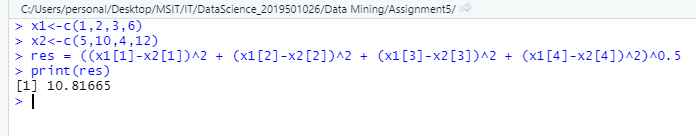 C:/Users/personal/Desktop/MSIT/IT/DataScience_2019501026/Data Mining/Assignment5/
> x1<-c(1,2,3,6)
> x2<-c(5,10,4,12)
> res = ((x1[1]-x2[1])^2 + (x1[2]-x2[2])^2 + (x1[3]-x2[3])^2 + (x1[4]-x2[4])^2)^0.5
> print(res)
[1] 10.81665
>